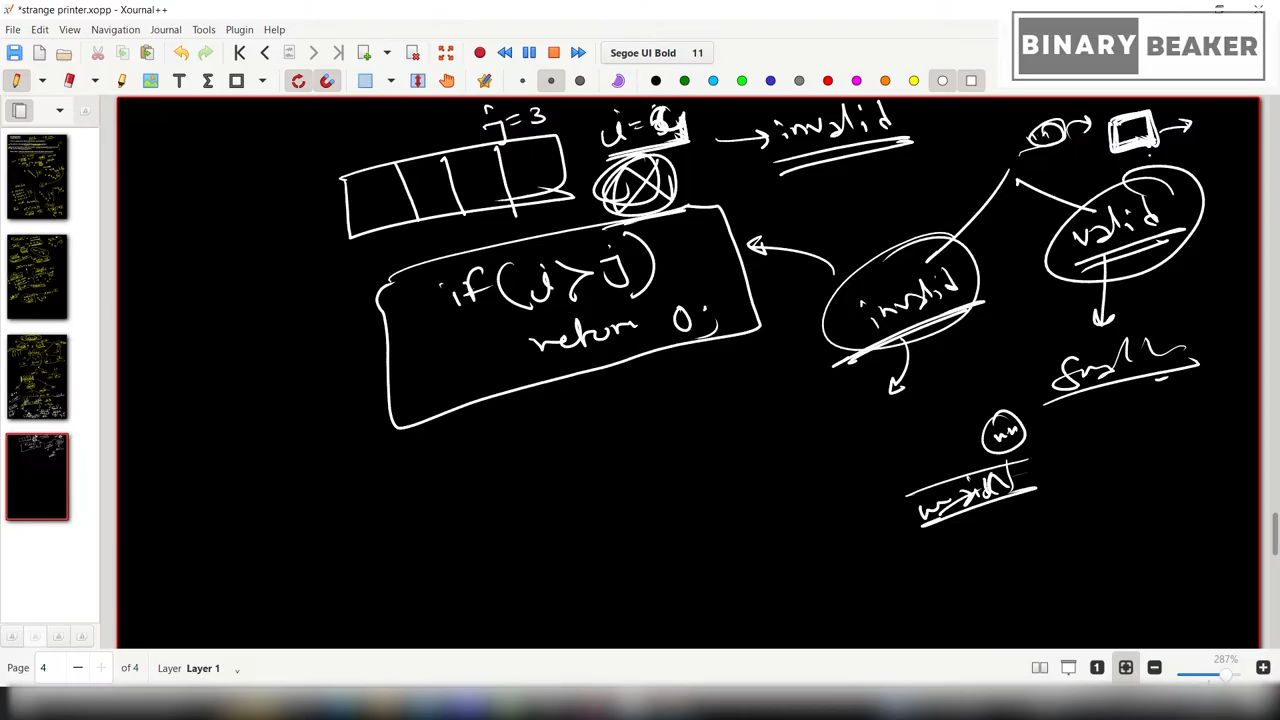 *strange printer.xopp - Xournal++
File Edit View Navigation Journal Tools Plugin Help
BINARY BEAKER
Segoe UI Bold 11
j=3
i=
invalid
valid
if(i>j)
return 0;
invalid
Page 4 of 4 Layer Layer 1
287%